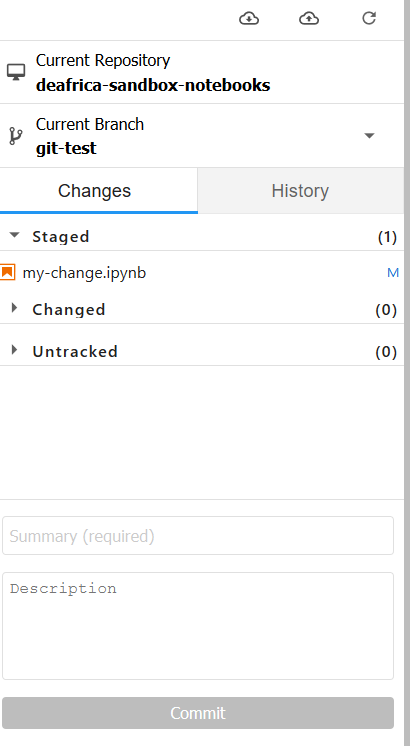 Current Repository
deafrica-sandbox-notebooks
Current Branch
git-test
Changes History
Staged (1)
my-change.ipynb M
Changed (0)
Untracked (0)
Summary (required)
Description
Commit